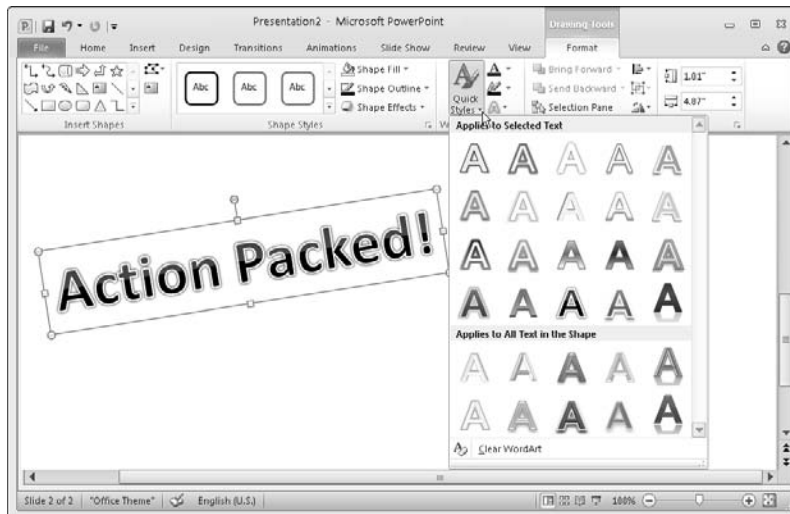 Presentation2 - Microsoft PowerPoint
Drawing Tools
File Home Insert Design Transitions Animations Slide Show Review View Format
Abc Abc Abc
Shape Fill
Shape Outline
Shape Effects
Quick Styles
Bring Forward
Send Backward
Selection Pane
1.01"
4.87"
Insert Shapes
Shape Styles
W
Applies to Selected Text
A A A A A
A A A A A
A A A A A
A A A A A
Applies to All Text in the Shape
A A A A A
A A A A A
Clear WordArt
Action Packed!
Slide 2 of 2 "Office Theme" English (U.S.) 100%